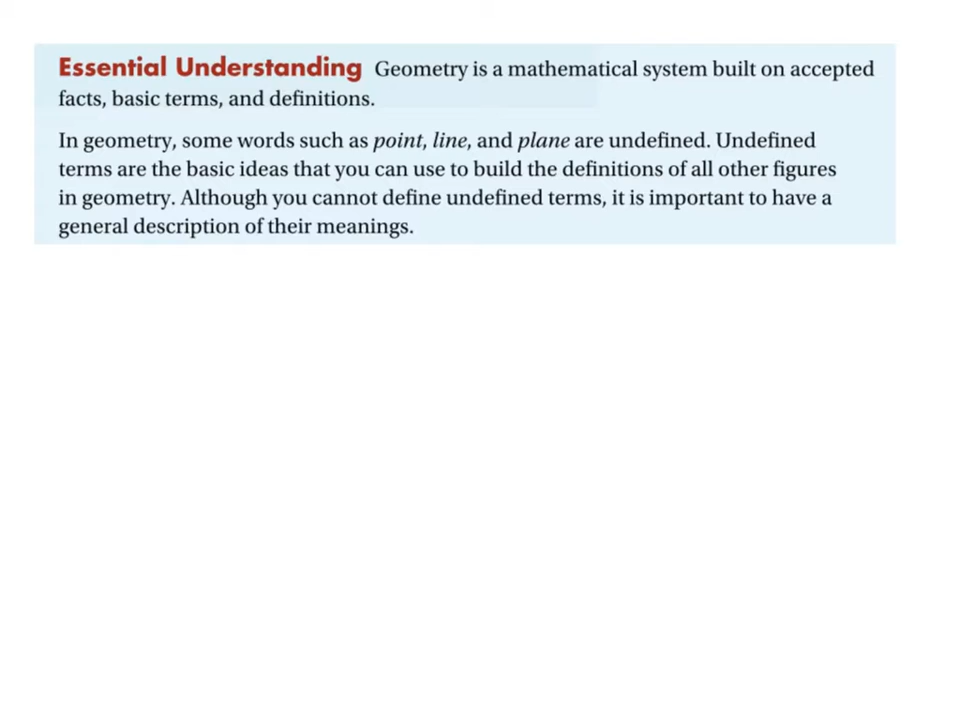 Essential Understanding Geometry is a mathematical system built on accepted
facts, basic terms, and definitions.
In geometry, some words such as point, line, and plane are undefined. Undefined
terms are the basic ideas that you can use to build the definitions of all other figures
in geometry. Although you cannot define undefined terms, it is important to have a
general description of their meanings.